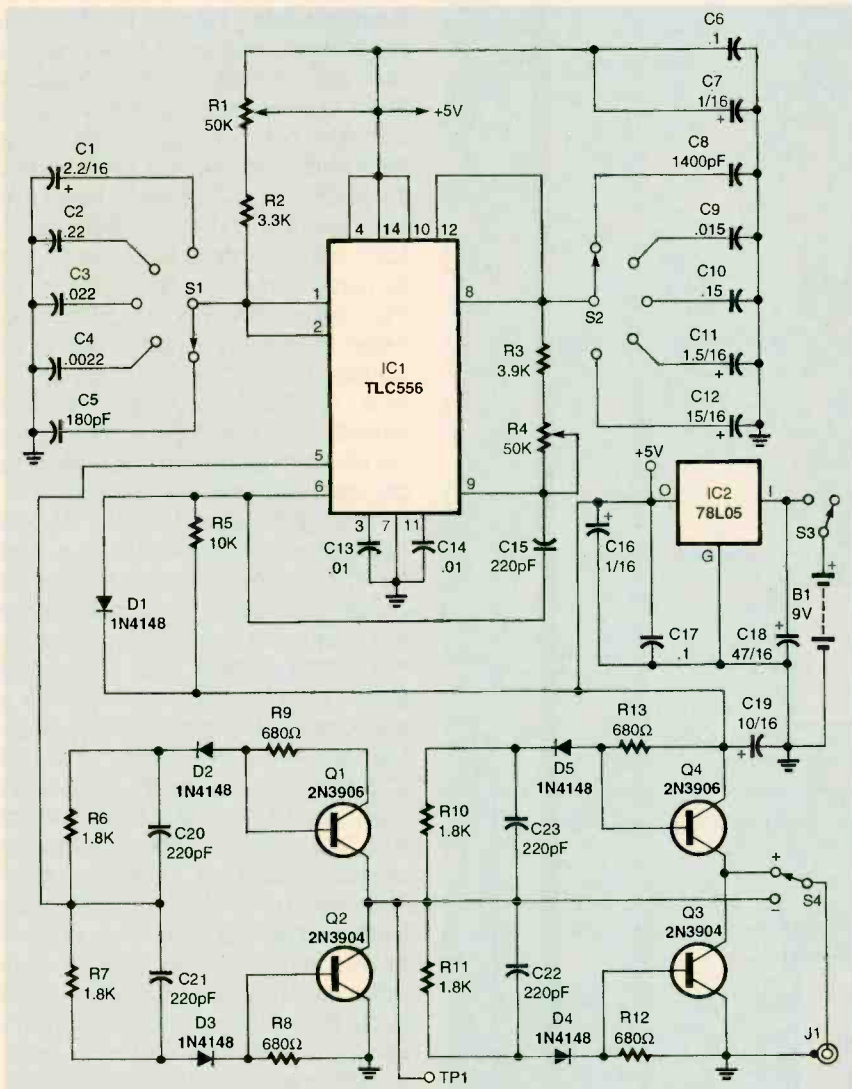 C6
.1
C7
1/16
+
R1
50K
+5V
C1
2.2/16
+
C8
1400pF
C2
.22
R2
3.3K
4 14 10 12
C9
.015
C3
.022
S1
1
2
8
S2
C10
.15
C4
.0022
IC1
TLC556
R3
3.9K
C11
1.5/16
+
C5
180pF
R4
50K
C12
15/16
+
5
6
9
+5V
O
IC2
78L05
I
G
S3
R5
10K
3 7 11
C13
.01
C14
.01
C15
220pF
C16
1/16
+
+
B1
9V
D1
1N4148
C17
.1
C18
47/16
+
R9
680Ω
R13
680Ω
C19
10/16
+
D2
1N4148
Q1
2N3906
D5
1N4148
Q4
2N3906
R6
1.8K
C20
220pF
R10
1.8K
C23
220pF
+
S4
−
Q2
2N3904
Q3
2N3904
R7
1.8K
C21
220pF
R11
1.8K
C22
220pF
D3
1N4148
R8
680Ω
D4
1N4148
R12
680Ω
J1
TP1